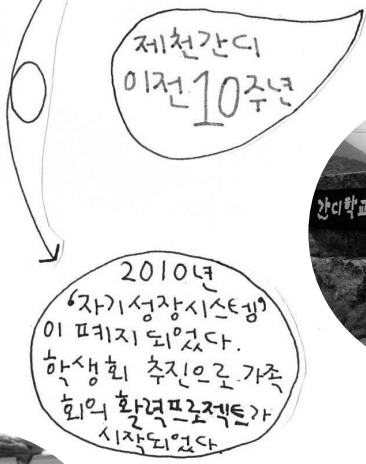 제천간디
이전10주년
간디학교
2010년
'자기성장시스템'
이 폐지되었다.
학생회 추진으로 가족
회의 활력프로젝트가
시작되었다.